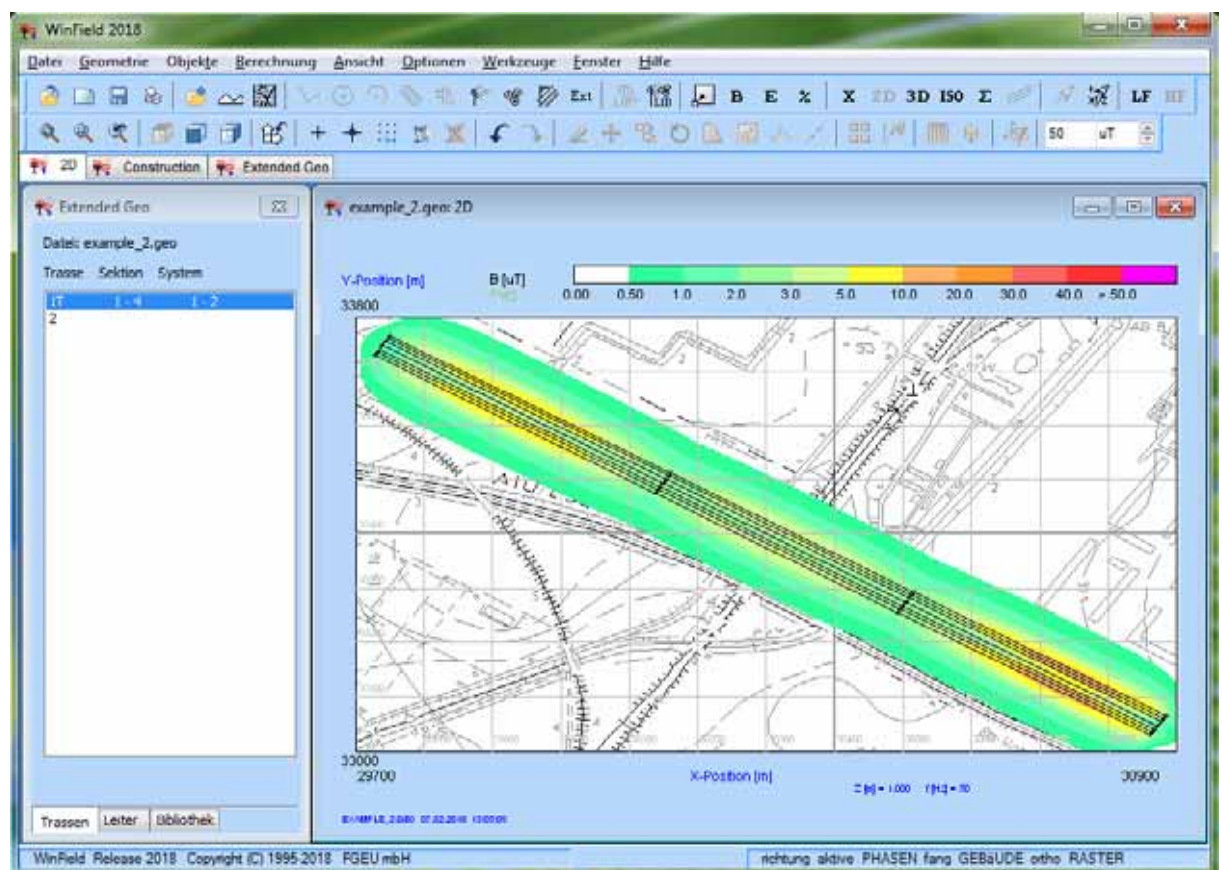 WinField 2018
Datei Geometrie Objekte Berechnung Ansicht Optionen Werkzeuge Fenster Hilfe
Ext B E X 2D 3D ISO Σ LF HF
50 uT
2D Construction Extended Geo
Extended Geo
Datei: example_2.geo
Trasse Sektion System
1T 1 - 4 1 - 2
2
Trassen Leiter Bibliothek
example_2.geo: 2D
Y-Position [m] B [uT]
0.00 0.50 1.0 2.0 3.0 5.0 10.0 20.0 30.0 40.0 > 50.0
33800
33000
29700 X-Position [m] 30900
WinField Release 2018 Copyright (C) 1995-2018 FGEU mbH
richtung aktive PHASEN fang GEBäUDE ortho RASTER